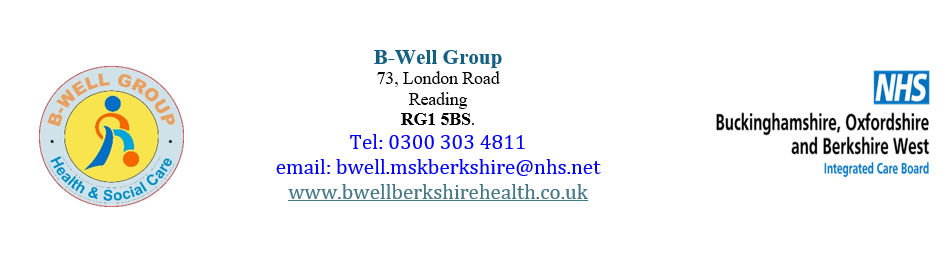 B-WELL GROUP
Health & Social Care
B-Well Group
73, London Road
Reading
RG1 5BS.
Tel: 0300 303 4811
email: bwell.mskberkshire@nhs.net
www.bwellberkshirehealth.co.uk
NHS
Buckinghamshire, Oxfordshire
and Berkshire West
Integrated Care Board